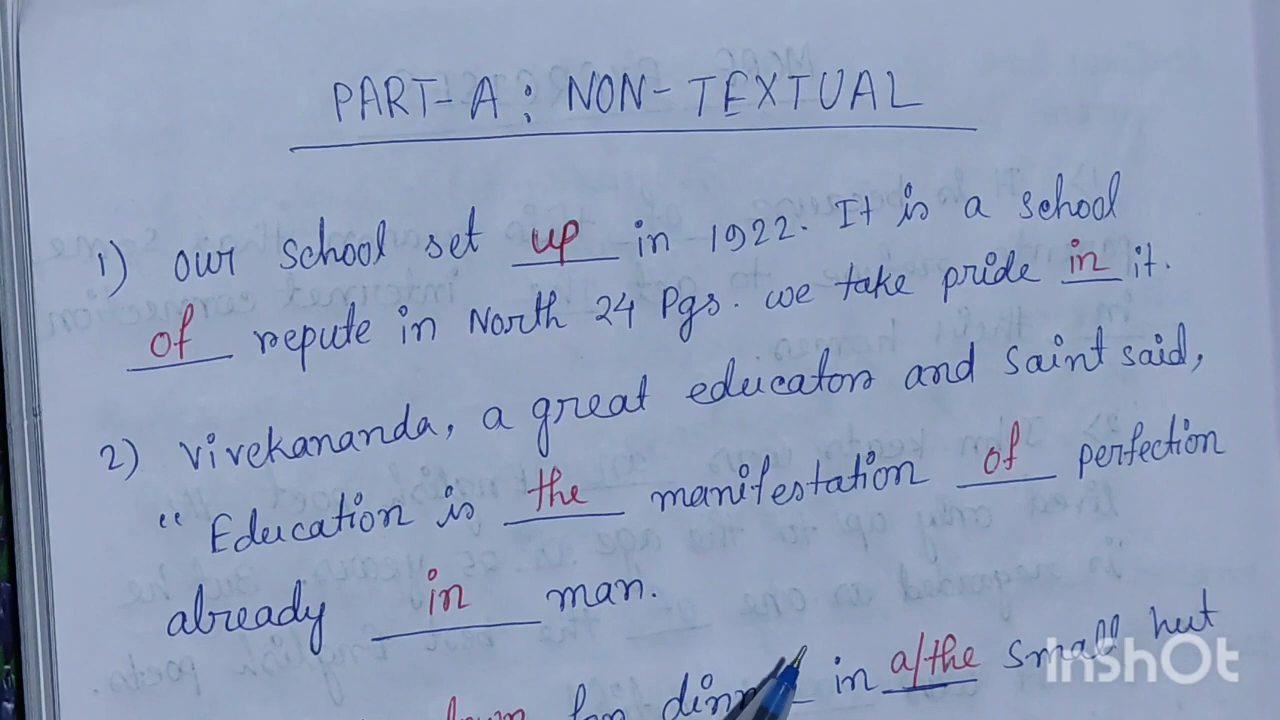 PART-A: NON-TEXTUAL
1) our school set up in 1922. It is a school
of repute in North 24 Pgs. we take pride in it.
2) Vivekananda, a great educator and saint said,
"Education is the manifestation of perfection
already in man.
for in a/the small hut
InShOt